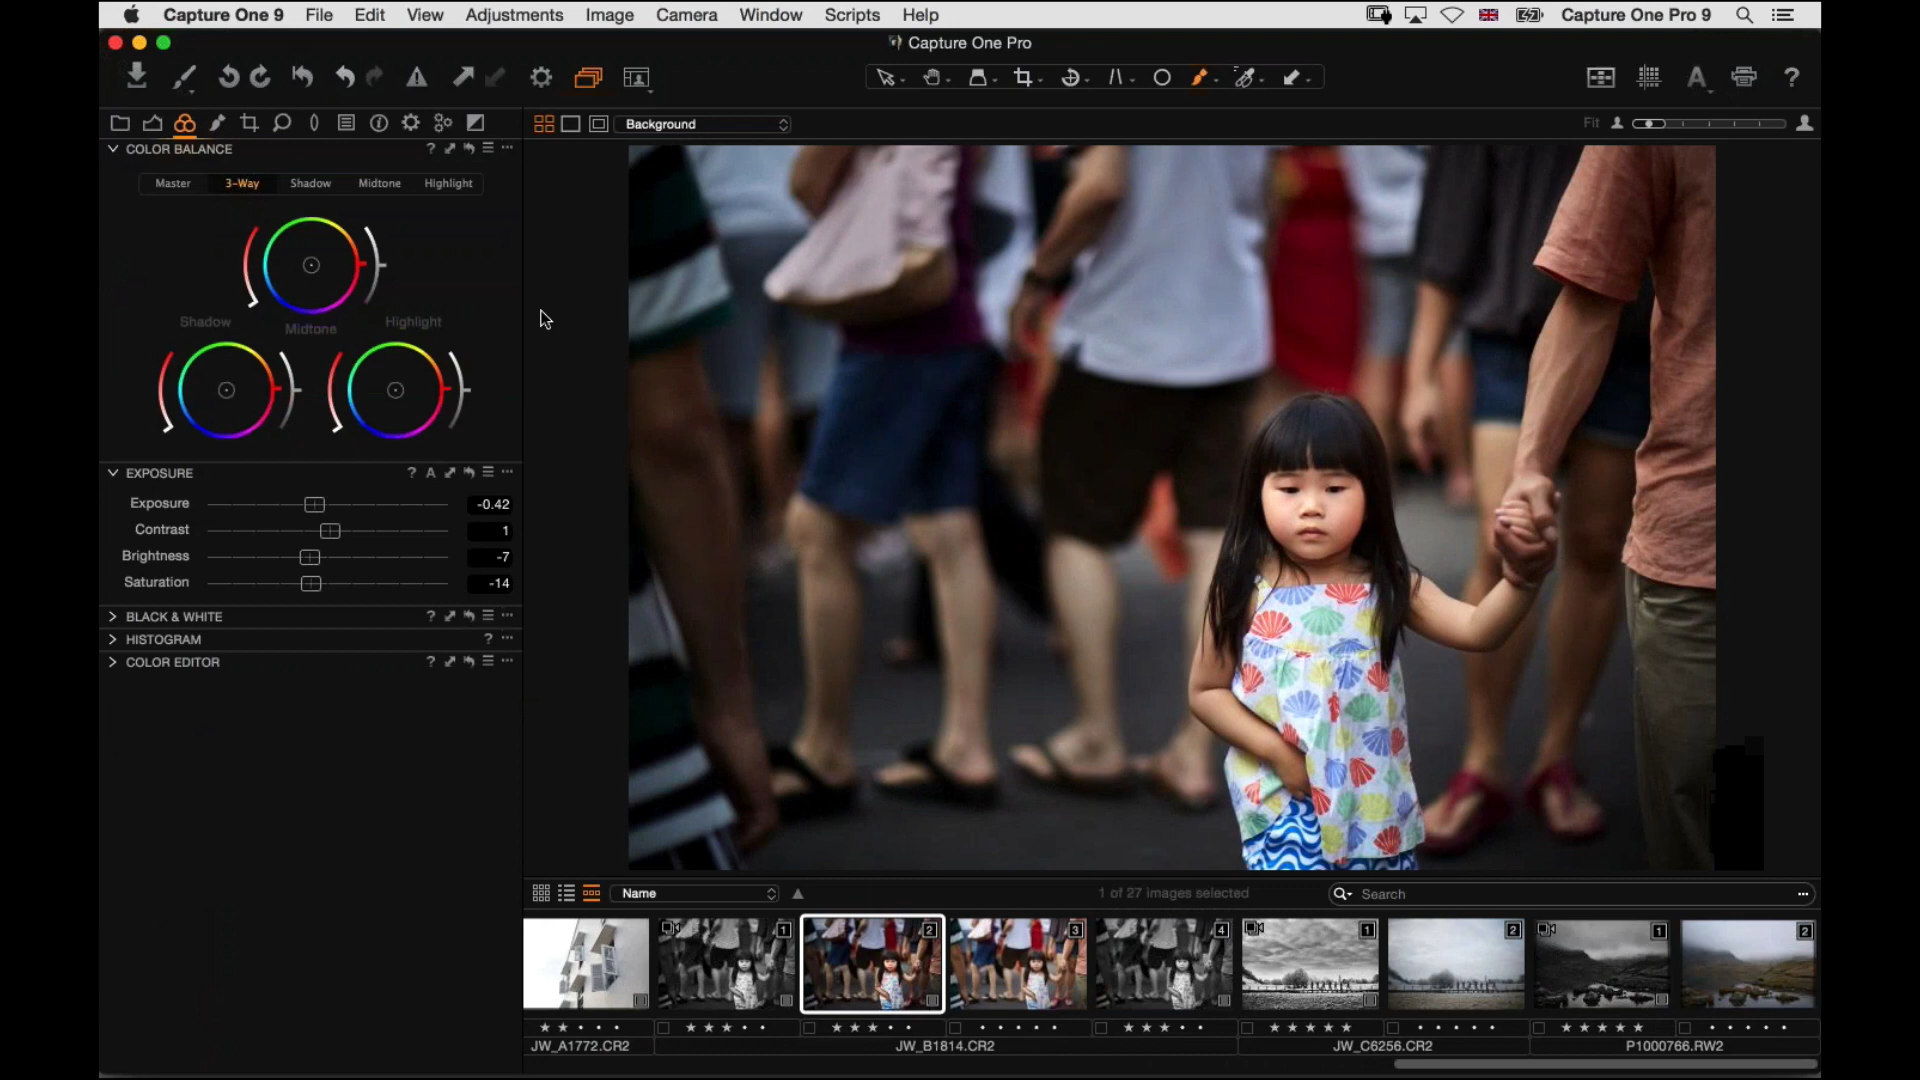 Capture One 9 File Edit View Adjustments Image Camera Window Scripts Help Capture One Pro 9
Capture One Pro
A ?
Background Fit
COLOR BALANCE ?
Master 3-Way Shadow Midtone Highlight
Shadow Midtone Highlight
EXPOSURE ? A
Exposure -0.42
Contrast 1
Brightness -7
Saturation -14
BLACK & WHITE ?
HISTOGRAM ?
COLOR EDITOR ?
Name 1 of 27 images selected Search
1 2 3 4 1 2 1 2
JW_A1772.CR2 JW_B1814.CR2 JW_C6256.CR2 P1000766.RW2